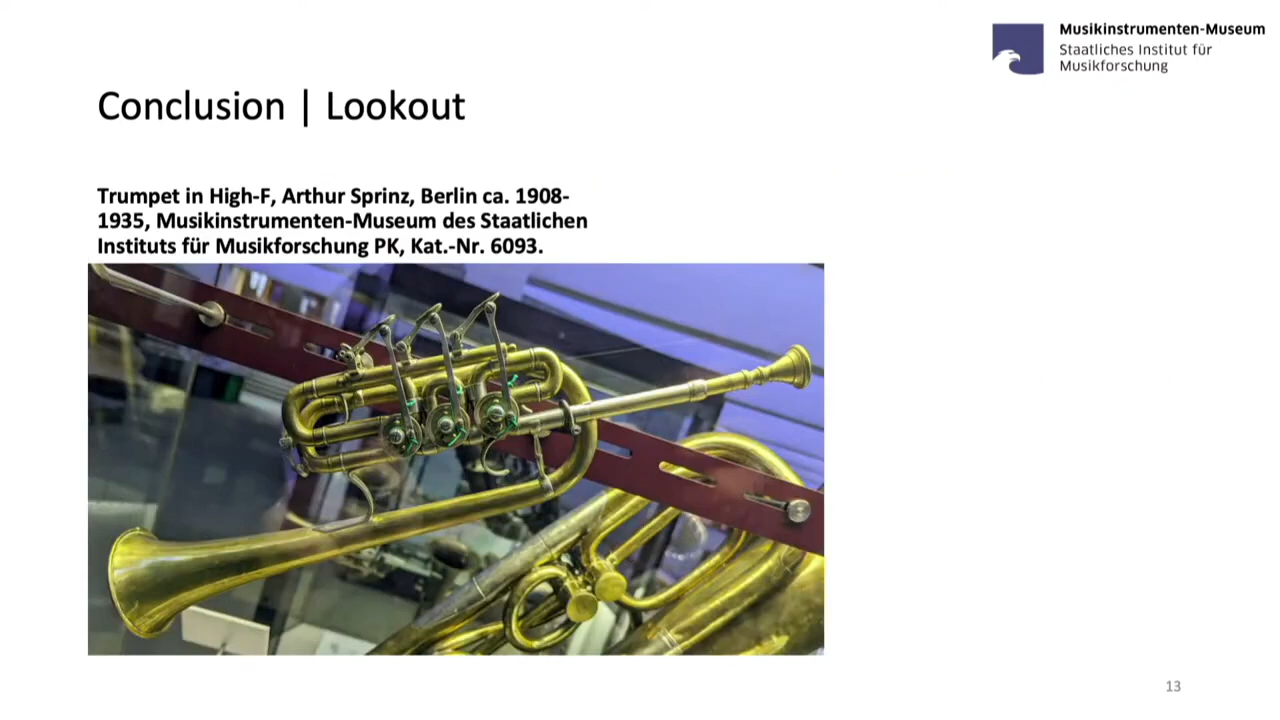 Musikinstrumenten-Museum
Staatliches Institut für
Musikforschung
Conclusion | Lookout
Trumpet in High-F, Arthur Sprinz, Berlin ca. 1908-
1935, Musikinstrumenten-Museum des Staatlichen
Instituts für Musikforschung PK, Kat.-Nr. 6093.
13